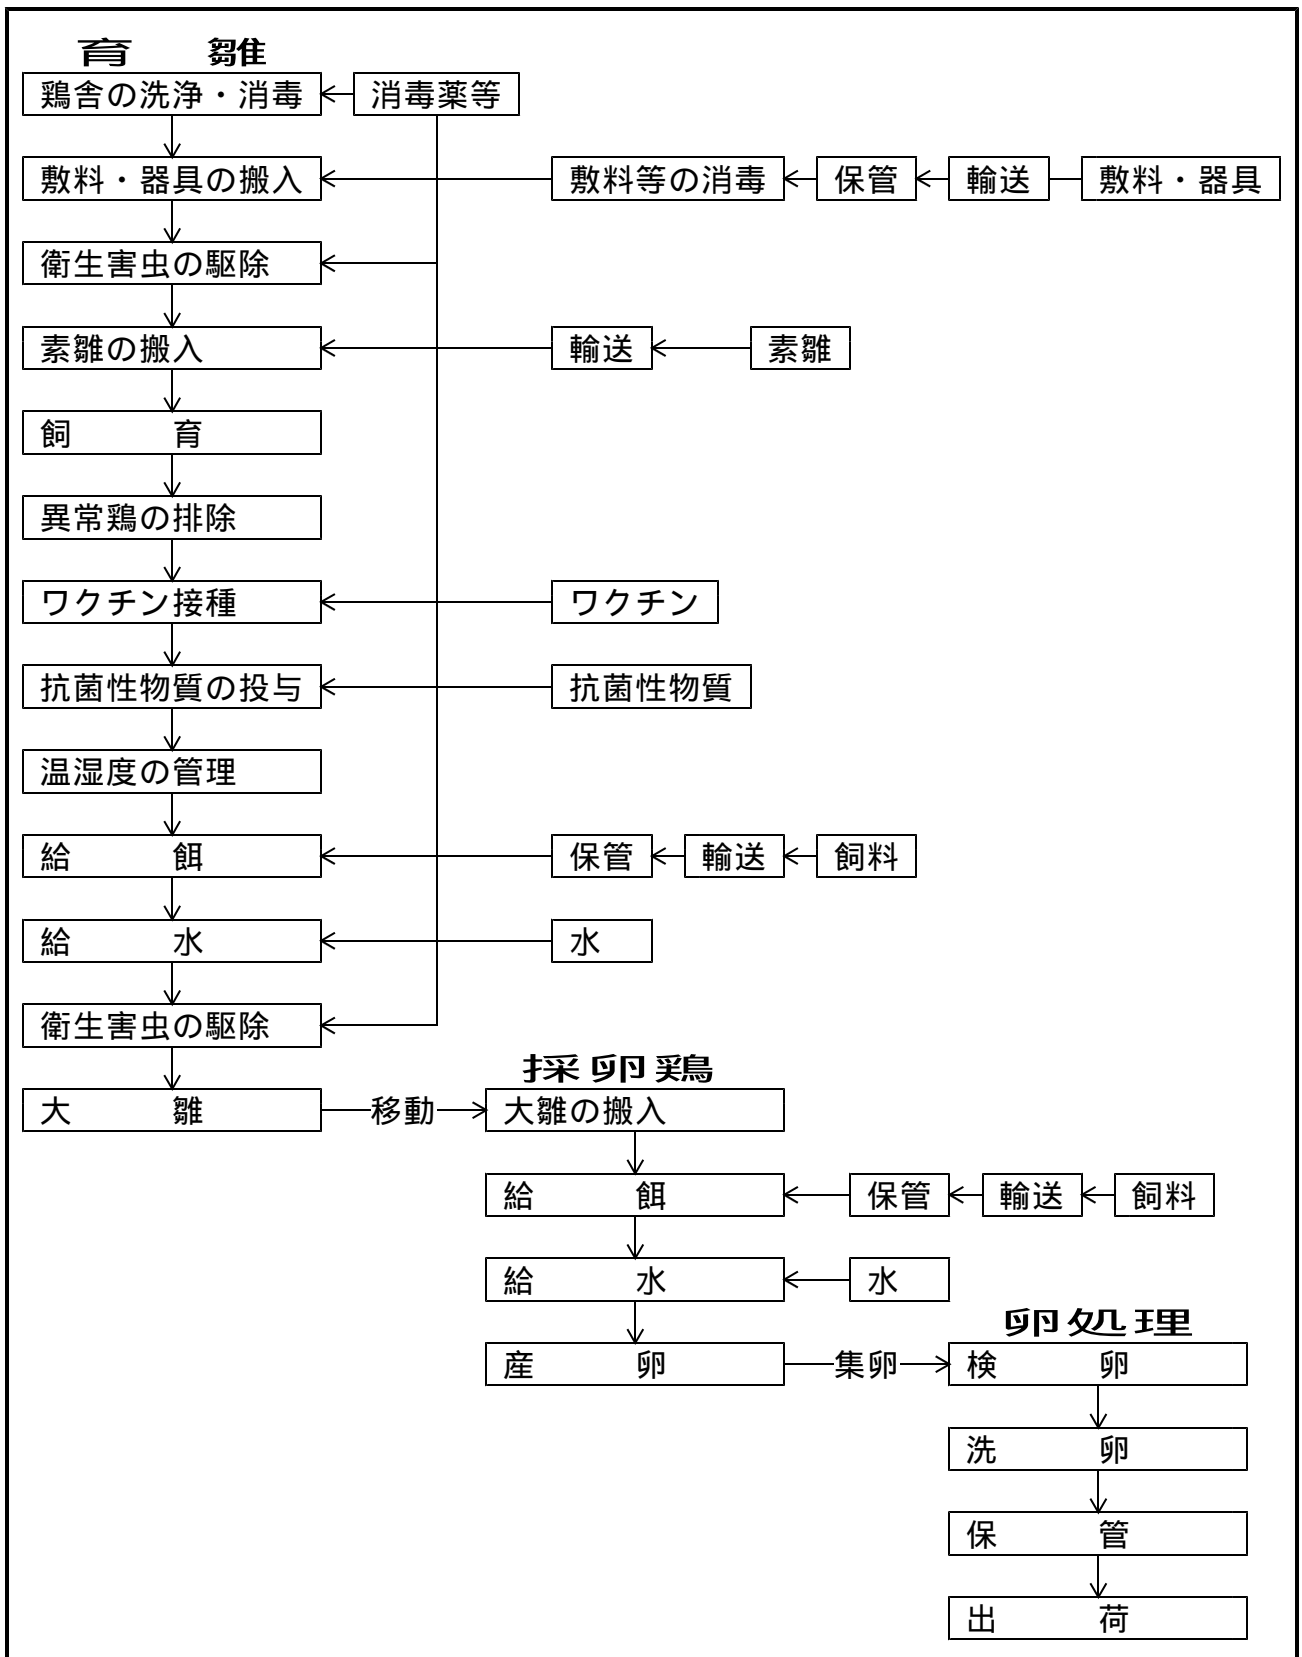 育　　雛
鶏舎の洗浄・消毒　消毒薬等
敷料・器具の搬入　敷料等の消毒　保管　輸送　敷料・器具
衛生害虫の駆除
素雛の搬入　輸送　素雛
飼　　　育
異常鶏の排除
ワクチン接種　ワクチン
抗菌性物質の投与　抗菌性物質
温湿度の管理
給　　　餌　保管　輸送　飼料
給　　　水　水
衛生害虫の駆除
採卵鶏
大　　　雛　移動　大雛の搬入
給　　　餌　保管　輸送　飼料
給　　　水　水
卵処理
産　　　卵　集卵　検　　　卵
洗　　　卵
保　　　管
出　　　荷